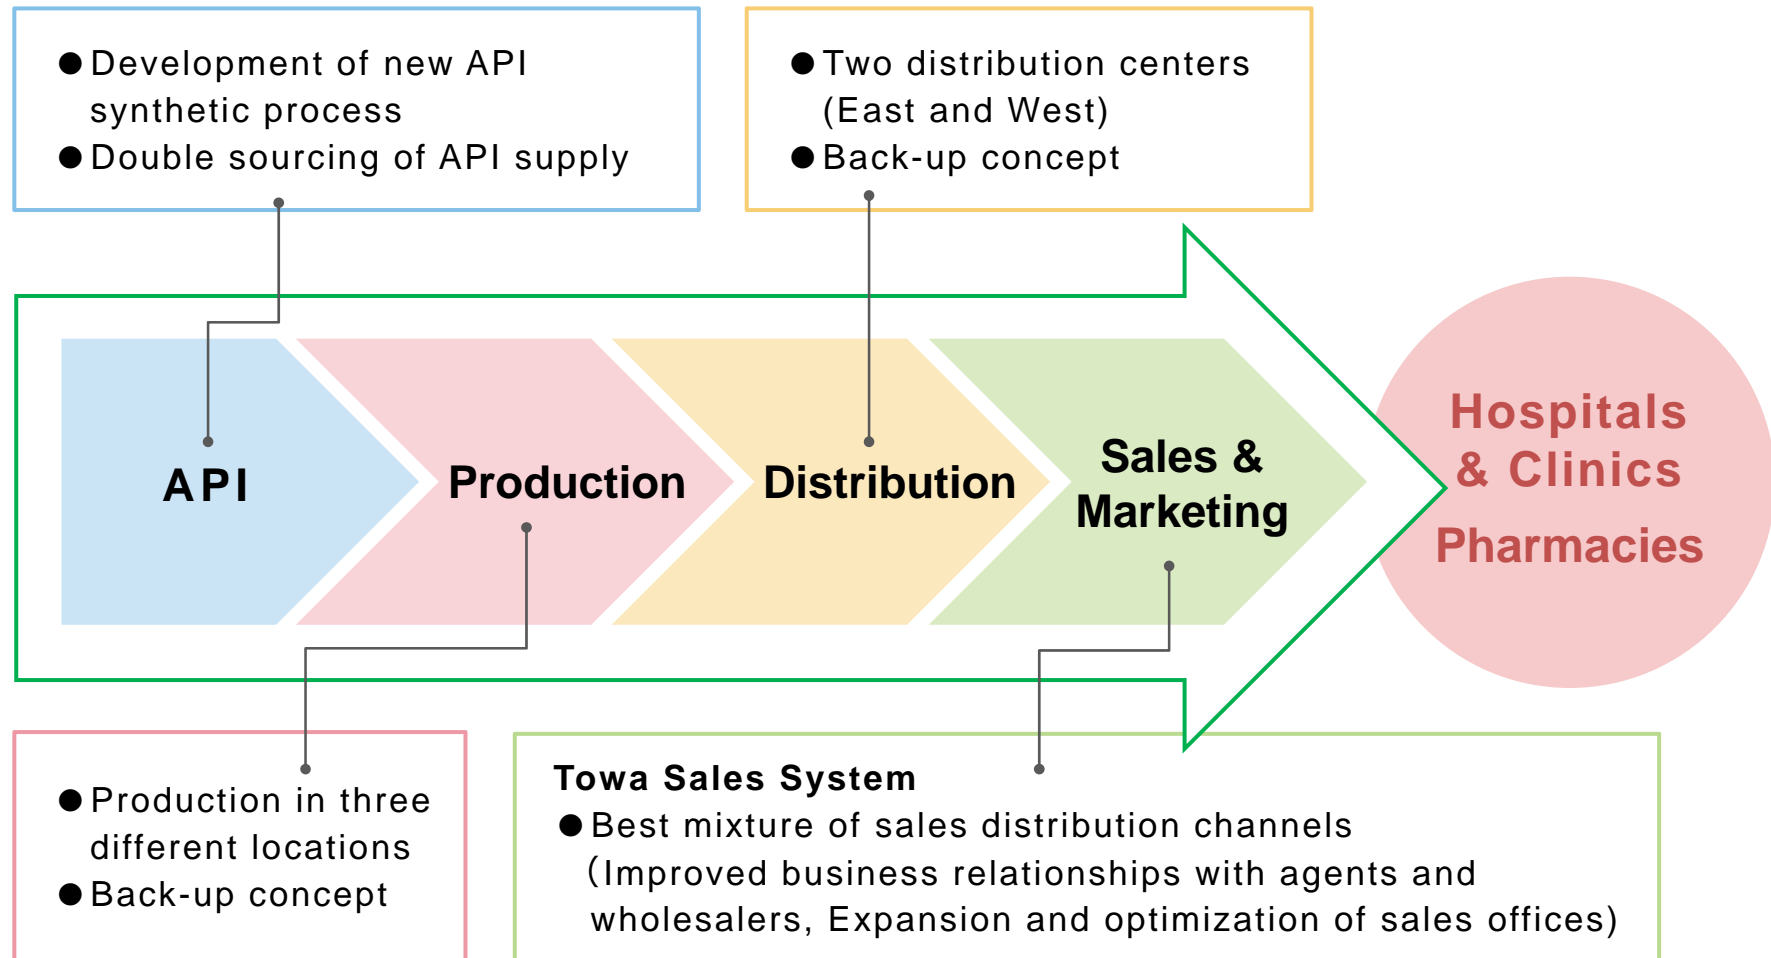 ● Development of new API
synthetic process
● Double sourcing of API supply
● Two distribution centers
(East and West)
● Back-up concept
API
Production
Distribution
Sales &
Marketing
Hospitals
& Clinics
Pharmacies
● Production in three
different locations
● Back-up concept
Towa Sales System
● Best mixture of sales distribution channels
(Improved business relationships with agents and
wholesalers, Expansion and optimization of sales offices)